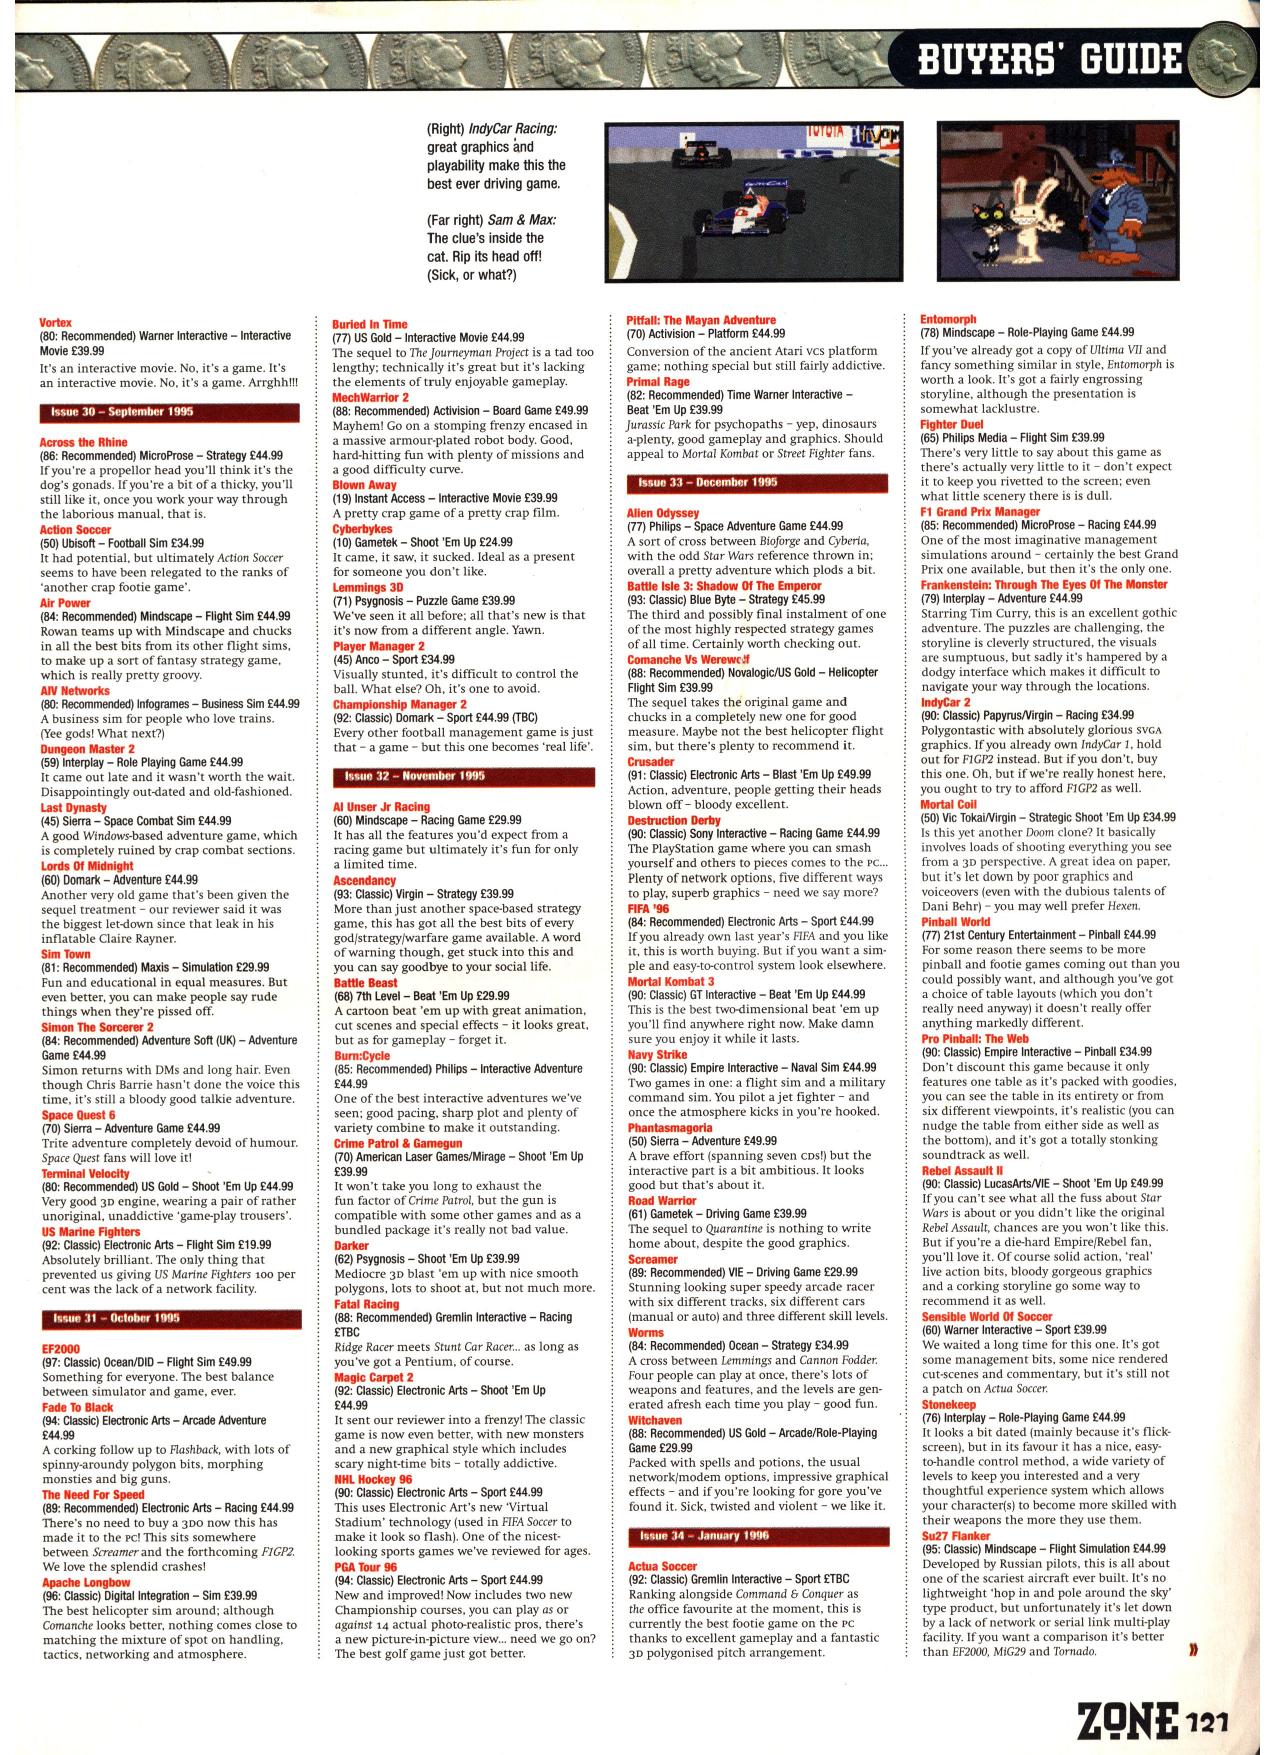 BUYERS' GUIDE
(Right) IndyCar Racing:
great graphics and
playability make this the
best ever driving game.
(Far right) Sam & Max:
The clue's inside the
cat. Rip its head off!
(Sick, or what?)
TOYOTA
Vortex
(80: Recommended) Warner Interactive – Interactive
Movie £39.99
It's an interactive movie. No, it's a game. It's
an interactive movie. No, it's a game. Arrghh!!!
Issue 30 – September 1995
Across the Rhine
(86: Recommended) MicroProse – Strategy £44.99
If you're a propellor head you'll think it's the
dog's gonads. If you're a bit of a thicky, you'll
still like it, once you work your way through
the laborious manual, that is.
Action Soccer
(50) Ubisoft – Football Sim £34.99
It had potential, but ultimately Action Soccer
seems to have been relegated to the ranks of
'another crap footie game'.
Air Power
(84: Recommended) Mindscape – Flight Sim £44.99
Rowan teams up with Mindscape and chucks
in all the best bits from its other flight sims,
to make up a sort of fantasy strategy game,
which is really pretty groovy.
AIV Networks
(80: Recommended) Infogrames – Business Sim £44.99
A business sim for people who love trains.
(Yee gods! What next?)
Dungeon Master 2
(59) Interplay – Role Playing Game £44.99
It came out late and it wasn't worth the wait.
Disappointingly out-dated and old-fashioned.
Last Dynasty
(45) Sierra – Space Combat Sim £44.99
A good Windows-based adventure game, which
is completely ruined by crap combat sections.
Lords Of Midnight
(60) Domark – Adventure £44.99
Another very old game that's been given the
sequel treatment – our reviewer said it was
the biggest let-down since that leak in his
inflatable Claire Rayner.
Sim Town
(81: Recommended) Maxis – Simulation £29.99
Fun and educational in equal measures. But
even better, you can make people say rude
things when they're pissed off.
Simon The Sorcerer 2
(84: Recommended) Adventure Soft (UK) – Adventure
Game £44.99
Simon returns with DMs and long hair. Even
though Chris Barrie hasn't done the voice this
time, it's still a bloody good talkie adventure.
Space Quest 6
(70) Sierra – Adventure Game £44.99
Trite adventure completely devoid of humour.
Space Quest fans will love it!
Terminal Velocity
(80: Recommended) US Gold – Shoot 'Em Up £44.99
Very good 3D engine, wearing a pair of rather
unoriginal, unaddictive 'game-play trousers'.
US Marine Fighters
(92: Classic) Electronic Arts – Flight Sim £19.99
Absolutely brilliant. The only thing that
prevented us giving US Marine Fighters 100 per
cent was the lack of a network facility.
Issue 31 – October 1995
EF2000
(97: Classic) Ocean/DID – Flight Sim £49.99
Something for everyone. The best balance
between simulator and game, ever.
Fade To Black
(94: Classic) Electronic Arts – Arcade Adventure
£44.99
A corking follow up to Flashback, with lots of
spinny-aroundy polygon bits, morphing
monsties and big guns.
The Need For Speed
(89: Recommended) Electronic Arts – Racing £44.99
There's no need to buy a 3DO now this has
made it to the PC! This sits somewhere
between Screamer and the forthcoming F1GP2.
We love the splendid crashes!
Apache Longbow
(96: Classic) Digital Integration – Sim £39.99
The best helicopter sim around; although
Comanche looks better, nothing comes close to
matching the mixture of spot on handling,
tactics, networking and atmosphere.
Buried In Time
(77) US Gold – Interactive Movie £44.99
The sequel to The Journeyman Project is a tad too
lengthy; technically it's great but it's lacking
the elements of truly enjoyable gameplay.
MechWarrior 2
(88: Recommended) Activision – Board Game £49.99
Mayhem! Go on a stomping frenzy encased in
a massive armour-plated robot body. Good,
hard-hitting fun with plenty of missions and
a good difficulty curve.
Blown Away
(19) Instant Access – Interactive Movie £39.99
A pretty crap game of a pretty crap film.
Cyberbykes
(10) Gametek – Shoot 'Em Up £24.99
It came, it saw, it sucked. Ideal as a present
for someone you don't like.
Lemmings 3D
(71) Psygnosis – Puzzle Game £39.99
We've seen it all before; all that's new is that
it's now from a different angle. Yawn.
Player Manager 2
(45) Anco – Sport £34.99
Visually stunted, it's difficult to control the
ball. What else? Oh, it's one to avoid.
Championship Manager 2
(92: Classic) Domark – Sport £44.99 (TBC)
Every other football management game is just
that – a game – but this one becomes 'real life'.
Issue 32 – November 1995
Al Unser Jr Racing
(60) Mindscape – Racing Game £29.99
It has all the features you'd expect from a
racing game but ultimately it's fun for only
a limited time.
Ascendancy
(93: Classic) Virgin – Strategy £39.99
More than just another space-based strategy
game, this has got all the best bits of every
god/strategy/warfare game available. A word
of warning though, get stuck into this and
you can say goodbye to your social life.
Battle Beast
(68) 7th Level – Beat 'Em Up £29.99
A cartoon beat 'em up with great animation,
cut scenes and special effects – it looks great,
but as for gameplay – forget it.
Burn:Cycle
(85: Recommended) Philips – Interactive Adventure
£44.99
One of the best interactive adventures we've
seen; good pacing, sharp plot and plenty of
variety combine to make it outstanding.
Crime Patrol & Gamegun
(70) American Laser Games/Mirage – Shoot 'Em Up
£39.99
It won't take you long to exhaust the
fun factor of Crime Patrol, but the gun is
compatible with some other games and as a
bundled package it's really not bad value.
Darker
(62) Psygnosis – Shoot 'Em Up £39.99
Mediocre 3D blast 'em up with nice smooth
polygons, lots to shoot at, but not much more.
Fatal Racing
(88: Recommended) Gremlin Interactive – Racing
£TBC
Ridge Racer meets Stunt Car Racer... as long as
you've got a Pentium, of course.
Magic Carpet 2
(92: Classic) Electronic Arts – Shoot 'Em Up
£44.99
It sent our reviewer into a frenzy! The classic
game is now even better, with new monsters
and a new graphical style which includes
scary night-time bits – totally addictive.
NHL Hockey 96
(90: Classic) Electronic Arts – Sport £44.99
This uses Electronic Art's new 'Virtual
Stadium' technology (used in FIFA Soccer to
make it look so flash). One of the nicest-
looking sports games we've reviewed for ages.
PGA Tour 96
(94: Classic) Electronic Arts – Sport £44.99
New and improved! Now includes two new
Championship courses, you can play as or
against 14 actual photo-realistic pros, there's
a new picture-in-picture view... need we go on?
The best golf game just got better.
Pitfall: The Mayan Adventure
(70) Activision – Platform £44.99
Conversion of the ancient Atari VCS platform
game; nothing special but still fairly addictive.
Primal Rage
(82: Recommended) Time Warner Interactive –
Beat 'Em Up £39.99
Jurassic Park for psychopaths – yep, dinosaurs
a-plenty, good gameplay and graphics. Should
appeal to Mortal Kombat or Street Fighter fans.
Issue 33 – December 1995
Alien Odyssey
(77) Philips – Space Adventure Game £44.99
A sort of cross between Bioforge and Cyberia,
with the odd Star Wars reference thrown in;
overall a pretty adventure which plods a bit.
Battle Isle 3: Shadow Of The Emperor
(93: Classic) Blue Byte – Strategy £45.99
The third and possibly final instalment of one
of the most highly respected strategy games
of all time. Certainly worth checking out.
Comanche Vs Werewolf
(88: Recommended) Novalogic/US Gold – Helicopter
Flight Sim £39.99
The sequel takes the original game and
chucks in a completely new one for good
measure. Maybe not the best helicopter flight
sim, but there's plenty to recommend it.
Crusader
(91: Classic) Electronic Arts – Blast 'Em Up £49.99
Action, adventure, people getting their heads
blown off – bloody excellent.
Destruction Derby
(90: Classic) Sony Interactive – Racing Game £44.99
The PlayStation game where you can smash
yourself and others to pieces comes to the PC...
Plenty of network options, five different ways
to play, superb graphics – need we say more?
FIFA '96
(84: Recommended) Electronic Arts – Sport £44.99
If you already own last year's FIFA and you like
it, this is worth buying. But if you want a sim-
ple and easy-to-control system look elsewhere.
Mortal Kombat 3
(90: Classic) GT Interactive – Beat 'Em Up £44.99
This is the best two-dimensional beat 'em up
you'll find anywhere right now. Make damn
sure you enjoy it while it lasts.
Navy Strike
(90: Classic) Empire Interactive – Naval Sim £44.99
Two games in one: a flight sim and a military
command sim. You pilot a jet fighter – and
once the atmosphere kicks in you're hooked.
Phantasmagoria
(50) Sierra – Adventure £49.99
A brave effort (spanning seven CDs!) but the
interactive part is a bit ambitious. It looks
good but that's about it.
Road Warrior
(61) Gametek – Driving Game £39.99
The sequel to Quarantine is nothing to write
home about, despite the good graphics.
Screamer
(89: Recommended) VIE – Driving Game £29.99
Stunning looking super speedy arcade racer
with six different tracks, six different cars
(manual or auto) and three different skill levels.
Worms
(84: Recommended) Ocean – Strategy £34.99
A cross between Lemmings and Cannon Fodder.
Four people can play at once, there's lots of
weapons and features, and the levels are gen-
erated afresh each time you play – good fun.
Witchaven
(88: Recommended) US Gold – Arcade/Role-Playing
Game £29.99
Packed with spells and potions, the usual
network/modem options, impressive graphical
effects – and if you're looking for gore you've
found it. Sick, twisted and violent – we like it.
Issue 34 – January 1996
Actua Soccer
(92: Classic) Gremlin Interactive – Sport £TBC
Ranking alongside Command & Conquer as
the office favourite at the moment, this is
currently the best footie game on the PC
thanks to excellent gameplay and a fantastic
3D polygonised pitch arrangement.
Entomorph
(78) Mindscape – Role-Playing Game £44.99
If you've already got a copy of Ultima VII and
fancy something similar in style, Entomorph is
worth a look. It's got a fairly engrossing
storyline, although the presentation is
somewhat lacklustre.
Fighter Duel
(65) Philips Media – Flight Sim £39.99
There's very little to say about this game as
there's actually very little to it – don't expect
it to keep you rivetted to the screen; even
what little scenery there is is dull.
F1 Grand Prix Manager
(85: Recommended) MicroProse – Racing £44.99
One of the most imaginative management
simulations around – certainly the best Grand
Prix one available, but then it's the only one.
Frankenstein: Through The Eyes Of The Monster
(79) Interplay – Adventure £44.99
Starring Tim Curry, this is an excellent gothic
adventure. The puzzles are challenging, the
storyline is cleverly structured, the visuals
are sumptuous, but sadly it's hampered by a
dodgy interface which makes it difficult to
navigate your way through the locations.
IndyCar 2
(90: Classic) Papyrus/Virgin – Racing £34.99
Polygontastic with absolutely glorious SVGA
graphics. If you already own IndyCar 1, hold
out for F1GP2 instead. But if you don't, buy
this one. Oh, but if we're really honest here,
you ought to try to afford F1GP2 as well.
Mortal Coil
(50) Vic Tokai/Virgin – Strategic Shoot 'Em Up £34.99
Is this yet another Doom clone? It basically
involves loads of shooting everything you see
from a 3D perspective. A great idea on paper,
but it's let down by poor graphics and
voiceovers (even with the dubious talents of
Dani Behr) – you may well prefer Hexen.
Pinball World
(77) 21st Century Entertainment – Pinball £44.99
For some reason there seems to be more
pinball and footie games coming out than you
could possibly want, and although you've got
a choice of table layouts (which you don't
really need anyway) it doesn't really offer
anything markedly different.
Pro Pinball: The Web
(90: Classic) Empire Interactive – Pinball £34.99
Don't discount this game because it only
features one table as it's packed with goodies,
you can see the table in its entirety or from
six different viewpoints, it's realistic (you can
nudge the table from either side as well as
the bottom), and it's got a totally stonking
soundtrack as well.
Rebel Assault II
(90: Classic) LucasArts/VIE – Shoot 'Em Up £49.99
If you can't see what all the fuss about Star
Wars is about or you didn't like the original
Rebel Assault, chances are you won't like this.
But if you're a die-hard Empire/Rebel fan,
you'll love it. Of course solid action, 'real'
live action bits, bloody gorgeous graphics
and a corking storyline go some way to
recommend it as well.
Sensible World Of Soccer
(60) Warner Interactive – Sport £39.99
We waited a long time for this one. It's got
some management bits, some nice rendered
cut-scenes and commentary, but it's still not
a patch on Actua Soccer.
Stonekeep
(76) Interplay – Role-Playing Game £44.99
It looks a bit dated (mainly because it's flick-
screen), but in its favour it has a nice, easy-
to-handle control method, a wide variety of
levels to keep you interested and a very
thoughtful experience system which allows
your character(s) to become more skilled with
their weapons the more they use them.
Su27 Flanker
(95: Classic) Mindscape – Flight Simulation £44.99
Developed by Russian pilots, this is all about
one of the scariest aircraft ever built. It's no
lightweight 'hop in and pole around the sky'
type product, but unfortunately it's let down
by a lack of network or serial link multi-play
facility. If you want a comparison it's better
than EF2000, MiG29 and Tornado.
ZONE 121